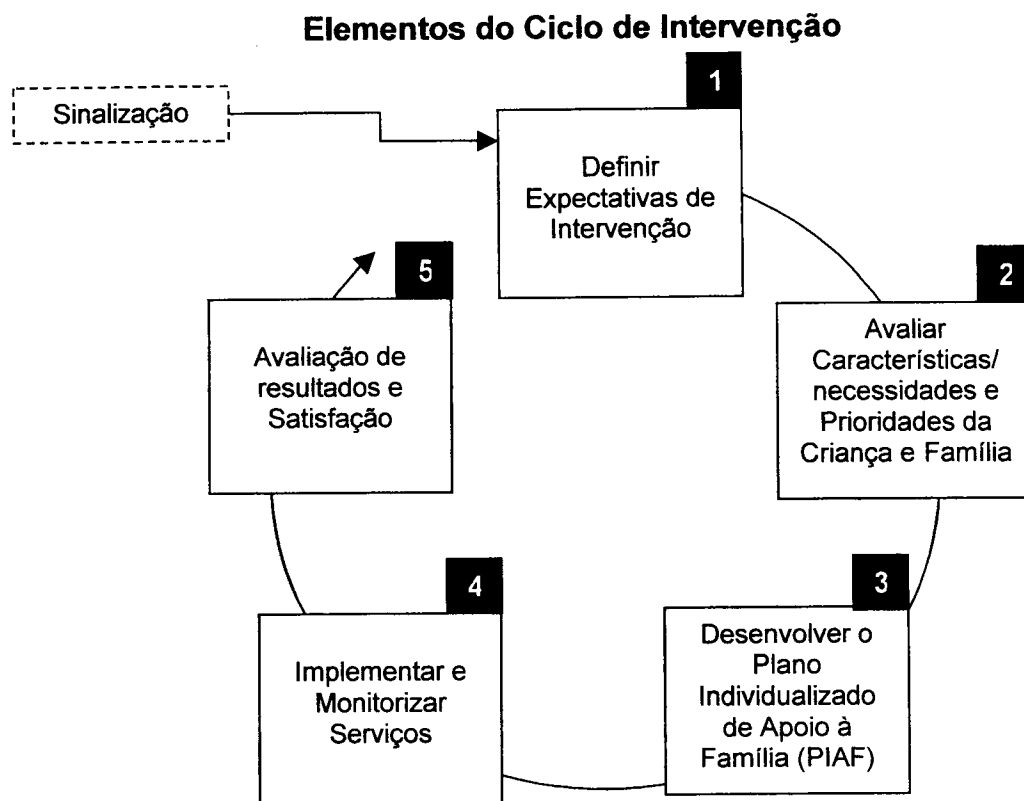 Elementos do Ciclo de Intervenção
Sinalização
1
Definir
Expectativas de
Intervenção
2
Avaliar
Características/
necessidades e
Prioridades da
Criança e Família
3
Desenvolver o
Plano
Individualizado
de Apoio à
Família (PIAF)
4
Implementar e
Monitorizar
Serviços
5
Avaliação de
resultados e
Satisfação